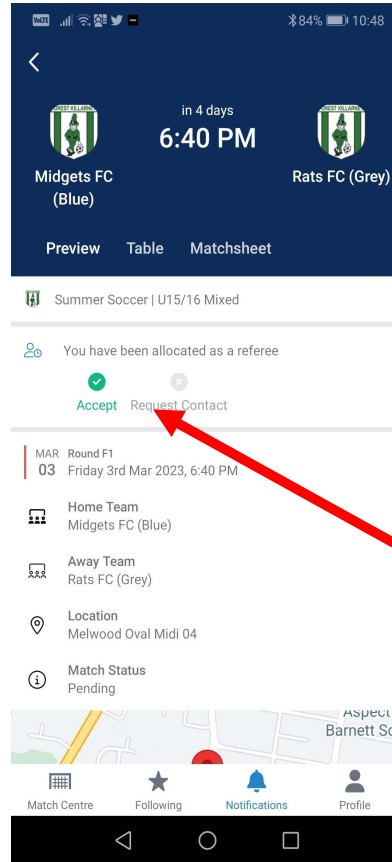 VoLTE 84% 10:48
in 4 days
6:40 PM
Midgets FC
(Blue)
Rats FC (Grey)
Preview Table Matchsheet
Summer Soccer | U15/16 Mixed
You have been allocated as a referee
Accept Request Contact
MAR Round F1
03 Friday 3rd Mar 2023, 6:40 PM
Home Team
Midgets FC (Blue)
Away Team
Rats FC (Grey)
Location
Melwood Oval Midi 04
Match Status
Pending
Aspect
Barnett Sc
Match Centre Following Notifications Profile